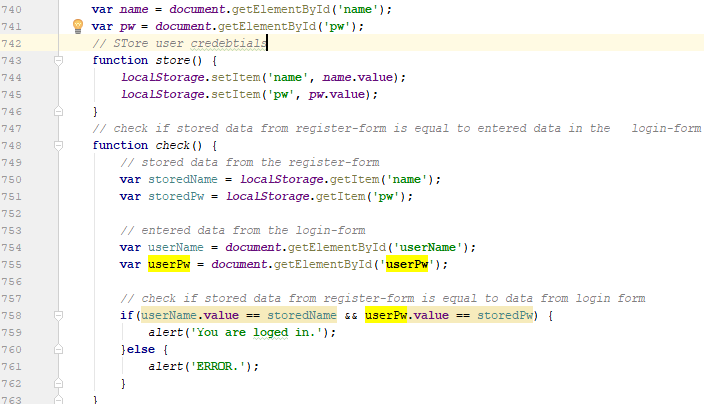 740 var name = document.getElementById('name');
741 var pw = document.getElementById('pw');
742 // STore user credebtials
743 function store() {
744 localStorage.setItem('name', name.value);
745 localStorage.setItem('pw', pw.value);
746 }
747 // check if stored data from register-form is equal to entered data in the   login-form
748 function check() {
749 // stored data from the register-form
750 var storedName = localStorage.getItem('name');
751 var storedPw = localStorage.getItem('pw');
752
753 // entered data from the login-form
754 var userName = document.getElementById('userName');
755 var userPw = document.getElementById('userPw');
756
757 // check if stored data from register-form is equal to data from login form
758 if(userName.value == storedName && userPw.value == storedPw) {
759 alert('You are loged in.');
760 }else {
761 alert('ERROR.');
762 }
763 }